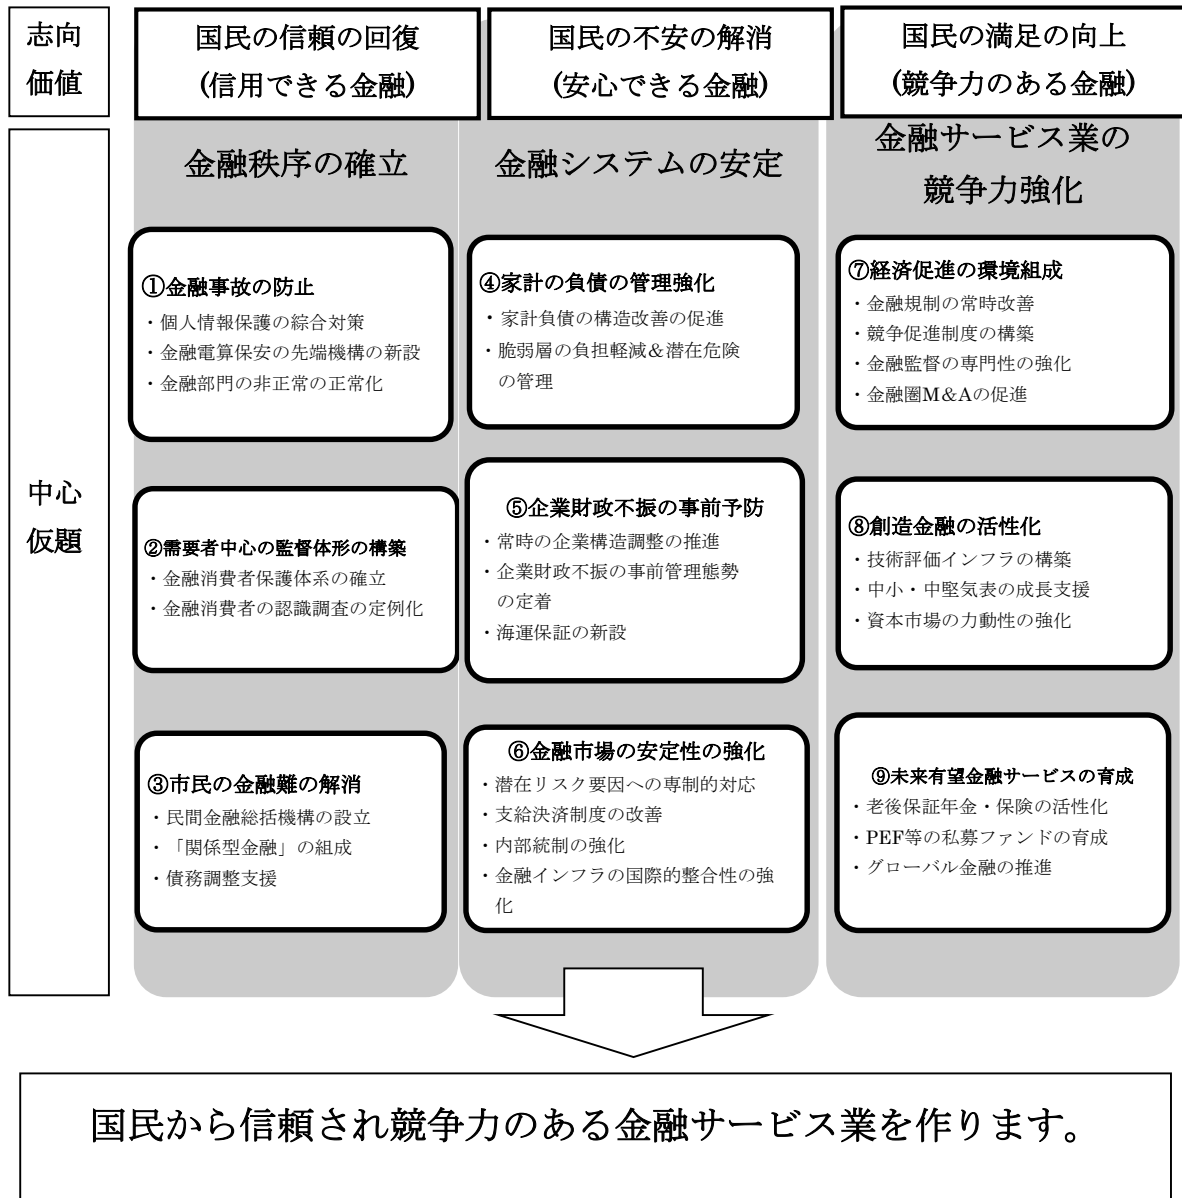 志向
価値
国民の信頼の回復
(信用できる金融)
国民の不安の解消
(安心できる金融)
国民の満足の向上
(競争力のある金融)
中心
仮題
金融秩序の確立
①金融事故の防止
・個人情報保護の綜合対策
・金融電算保安の先端機構の新設
・金融部門の非正常の正常化
②需要者中心の監督体形の構築
・金融消費者保護体系の確立
・金融消費者の認識調査の定例化
③市民の金融難の解消
・民間金融総括機構の設立
・「関係型金融」の組成
・債務調整支援
金融システムの安定
④家計の負債の管理強化
・家計負債の構造改善の促進
・脆弱層の負担軽減&潜在危険
の管理
⑤企業財政不振の事前予防
・常時の企業構造調整の推進
・企業財政不振の事前管理態勢
の定着
・海運保証の新設
⑥金融市場の安定性の強化
・潜在リスク要因への専制的対応
・支給決済制度の改善
・内部統制の強化
・金融インフラの国際的整合性の強
化
金融サービス業の
競争力強化
⑦経済促進の環境組成
・金融規制の常時改善
・競争促進制度の構築
・金融監督の専門性の強化
・金融圏M&Aの促進
⑧創造金融の活性化
・技術評価インフラの構築
・中小・中堅気表の成長支援
・資本市場の力動性の強化
⑨未来有望金融サービスの育成
・老後保証年金・保険の活性化
・PEF等の私募ファンドの育成
・グローバル金融の推進
国民から信頼され競争力のある金融サービス業を作ります。